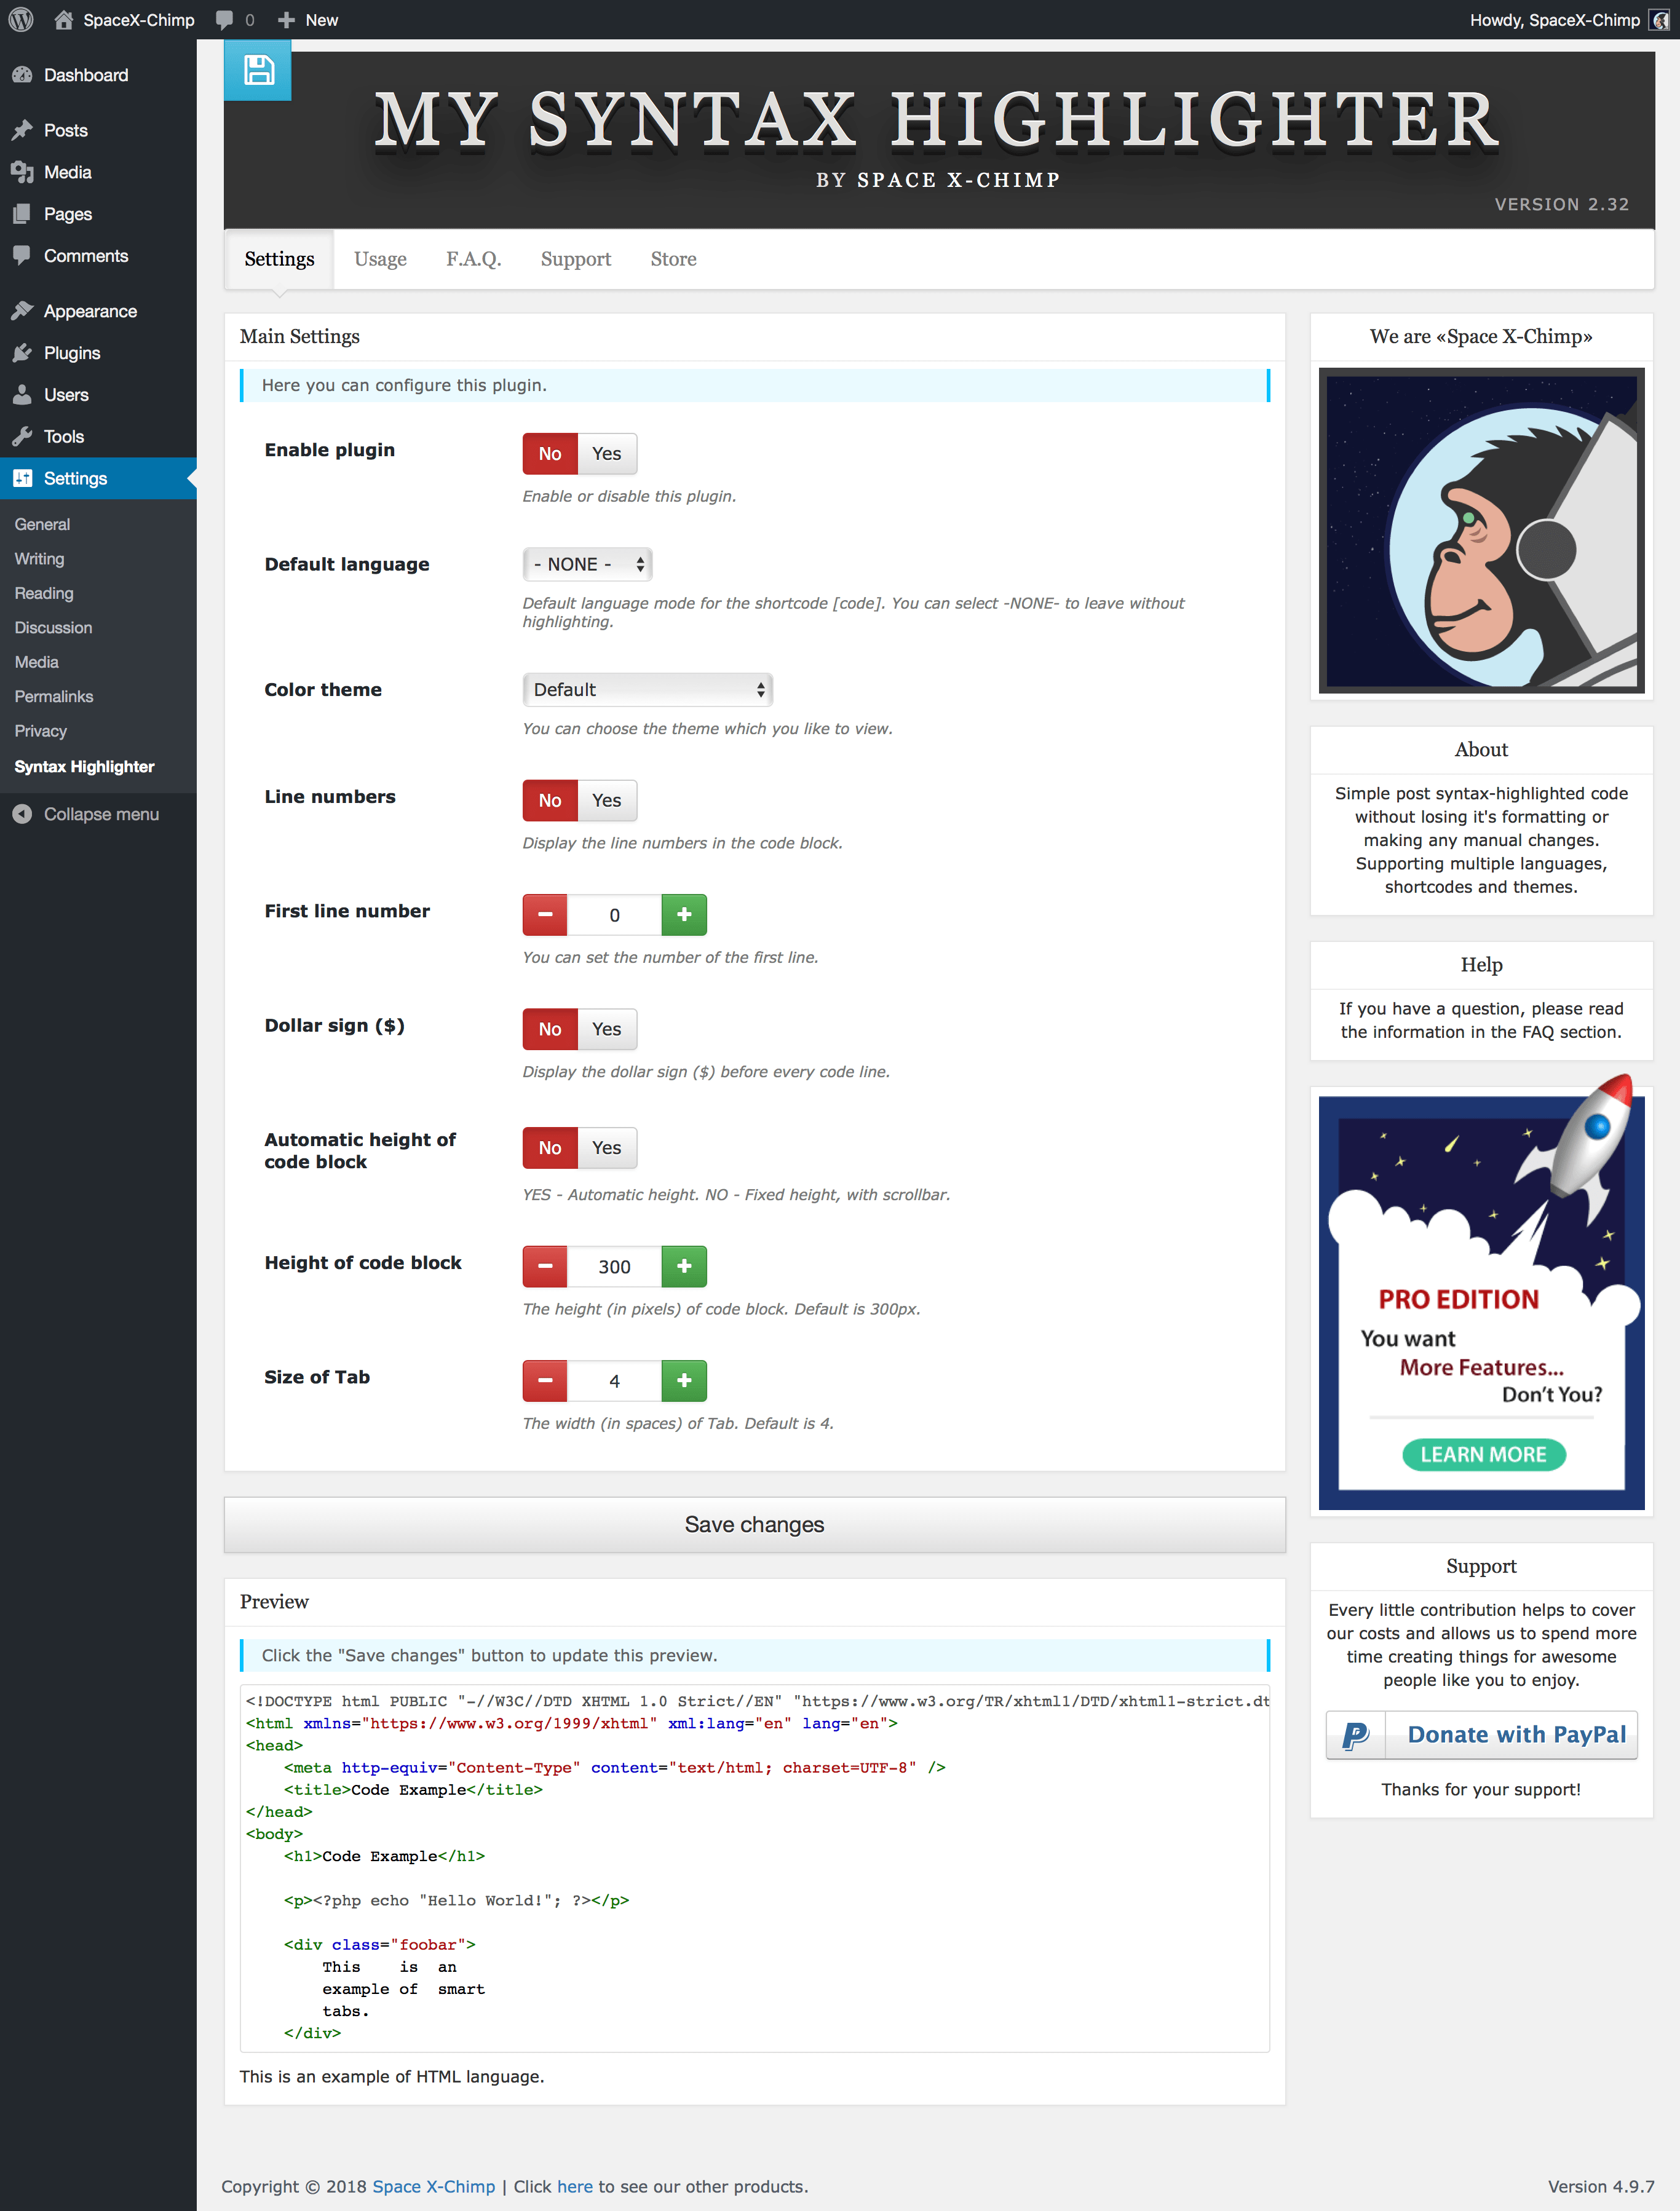 SpaceX-Chimp 0 New Howdy, SpaceX-Chimp
Dashboard
Posts
Media
Pages
Comments
Appearance
Plugins
Users
Tools
Settings
General
Writing
Reading
Discussion
Media
Permalinks
Privacy
Syntax Highlighter
Collapse menu
MY SYNTAX HIGHLIGHTER
BY SPACE X-CHIMP
VERSION 2.32
Settings Usage F.A.Q. Support Store
Main Settings
Here you can configure this plugin.
Enable plugin No Yes
Enable or disable this plugin.
Default language - NONE -
Default language mode for the shortcode [code]. You can select -NONE- to leave without
highlighting.
Color theme Default
You can choose the theme which you like to view.
Line numbers No Yes
Display the line numbers in the code block.
First line number 0
You can set the number of the first line.
Dollar sign ($) No Yes
Display the dollar sign ($) before every code line.
Automatic height of
code block No Yes
YES - Automatic height. NO - Fixed height, with scrollbar.
Height of code block 300
The height (in pixels) of code block. Default is 300px.
Size of Tab 4
The width (in spaces) of Tab. Default is 4.
Save changes
Preview
Click the "Save changes" button to update this preview.
<!DOCTYPE html PUBLIC "-//W3C//DTD XHTML 1.0 Strict//EN" "https://www.w3.org/TR/xhtml1/DTD/xhtml1-strict.dt
<html xmlns="https://www.w3.org/1999/xhtml" xml:lang="en" lang="en">
<head>
    <meta http-equiv="Content-Type" content="text/html; charset=UTF-8" />
    <title>Code Example</title>
</head>
<body>
    <h1>Code Example</h1>
    <p><?php echo "Hello World!"; ?></p>
    <div class="foobar">
        This    is  an
        example of  smart
        tabs.
    </div>
This is an example of HTML language.
We are «Space X-Chimp»
About
Simple post syntax-highlighted code
without losing it's formatting or
making any manual changes.
Supporting multiple languages,
shortcodes and themes.
Help
If you have a question, please read
the information in the FAQ section.
PRO EDITION
You want
More Features...
Don't You?
LEARN MORE
Support
Every little contribution helps to cover
our costs and allows us to spend more
time creating things for awesome
people like you to enjoy.
Donate with PayPal
Thanks for your support!
Copyright © 2018 Space X-Chimp | Click here to see our other products. Version 4.9.7